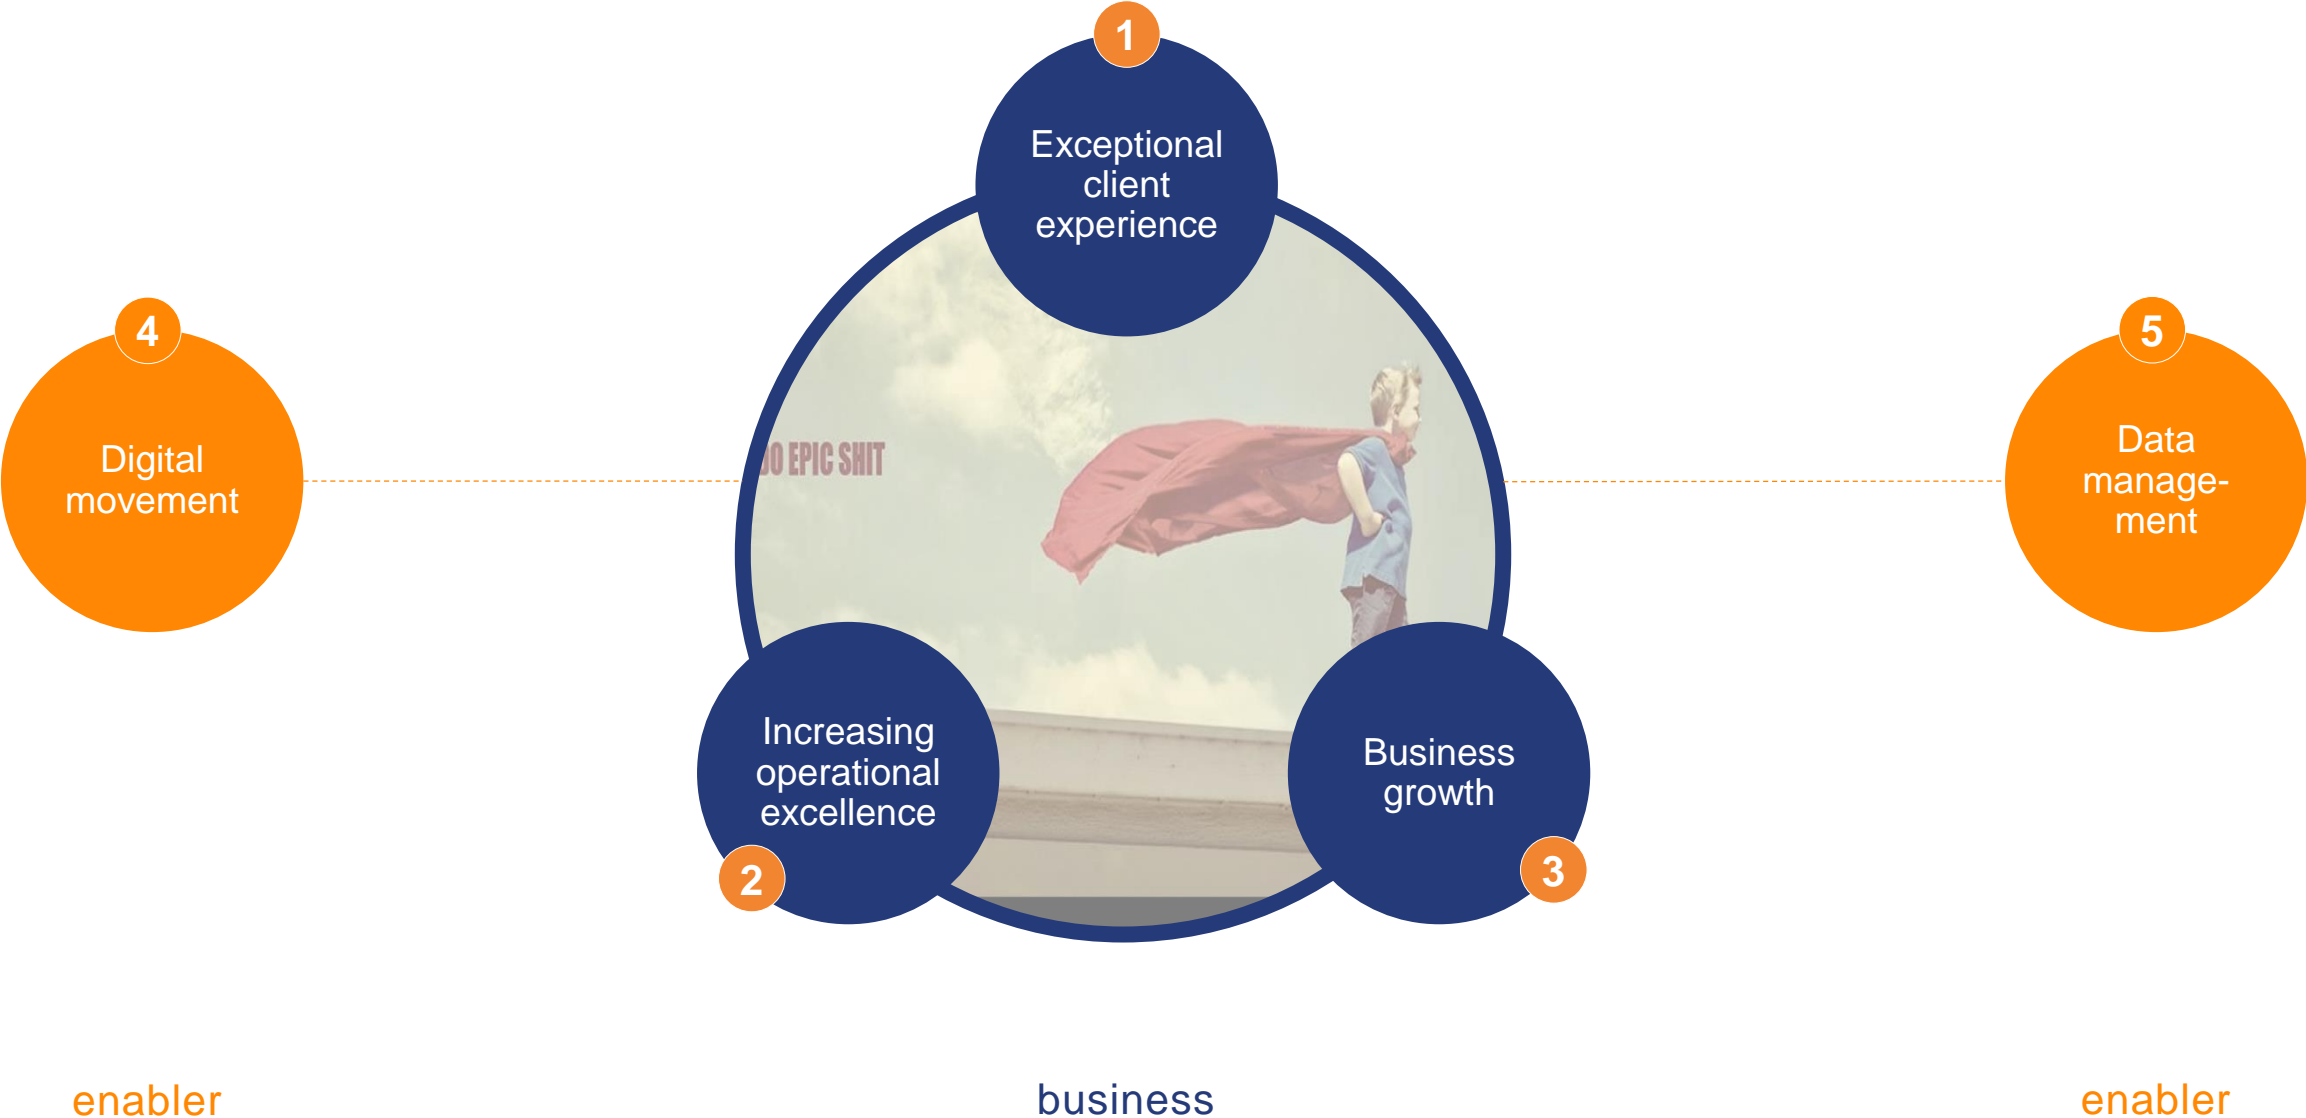 1
Exceptional
client
experience
4
Digital
movement
5
Data
manage-
ment
DO EPIC SHIT
Increasing
operational
excellence
2
Business
growth
3
enabler
business
enabler